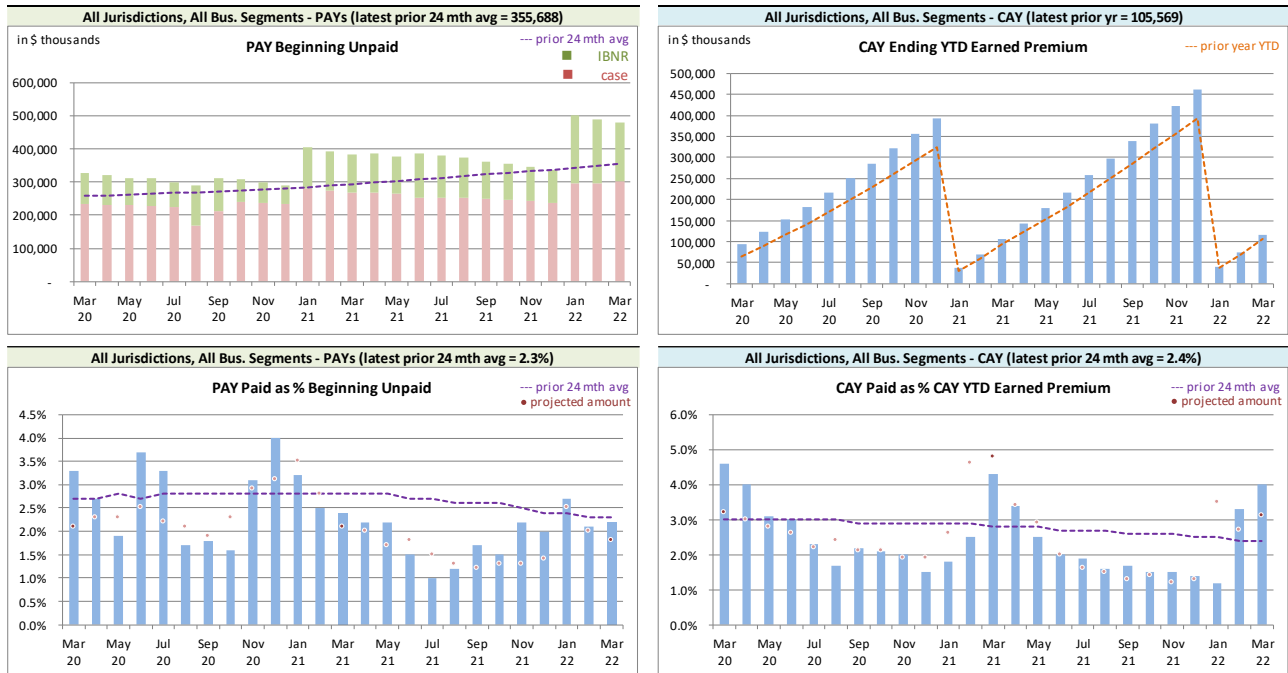 All Jurisdictions, All Bus. Segments - PAYs (latest prior 24 mth avg = 355,688)
in $ thousands
PAY Beginning Unpaid
--- prior 24 mth avg
IBNR
case
600,000
500,000
400,000
300,000
200,000
100,000
-
Mar May Jul Sep Nov Jan Mar May Jul Sep Nov Jan Mar
20 20 20 20 20 21 21 21 21 21 21 22 22
All Jurisdictions, All Bus. Segments - CAY (latest prior yr = 105,569)
in $ thousands
CAY Ending YTD Earned Premium
--- prior year YTD
500,000
450,000
400,000
350,000
300,000
250,000
200,000
150,000
100,000
50,000
-
Mar May Jul Sep Nov Jan Mar May Jul Sep Nov Jan Mar
20 20 20 20 20 21 21 21 21 21 21 22 22
All Jurisdictions, All Bus. Segments - PAYs (latest prior 24 mth avg = 2.3%)
PAY Paid as % Beginning Unpaid
--- prior 24 mth avg
• projected amount
4.5%
4.0%
3.5%
3.0%
2.5%
2.0%
1.5%
1.0%
0.5%
0.0%
Mar May Jul Sep Nov Jan Mar May Jul Sep Nov Jan Mar
20 20 20 20 20 21 21 21 21 21 21 22 22
All Jurisdictions, All Bus. Segments - CAY (latest prior 24 mth avg = 2.4%)
CAY Paid as % CAY YTD Earned Premium
--- prior 24 mth avg
• projected amount
6.0%
5.0%
4.0%
3.0%
2.0%
1.0%
0.0%
Mar May Jul Sep Nov Jan Mar May Jul Sep Nov Jan Mar
20 20 20 20 20 21 21 21 21 21 21 22 22